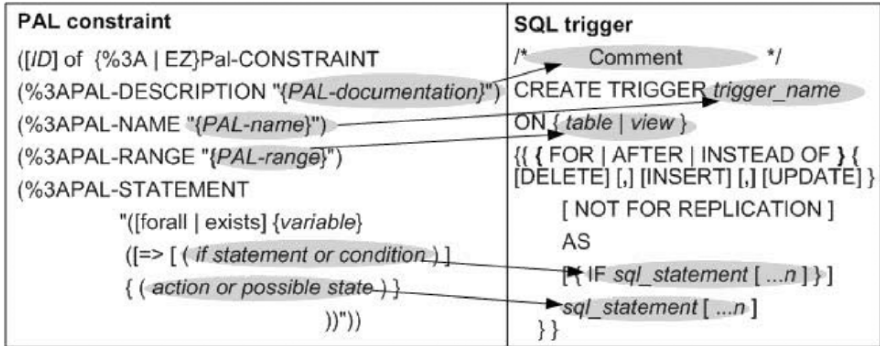 PAL constraint
([ID] of {%3A | EZ}Pal-CONSTRAINT
(%3APAL-DESCRIPTION "{PAL-documentation}")
(%3APAL-NAME "{PAL-name}")
(%3APAL-RANGE "{PAL-range}")
(%3APAL-STATEMENT
"([forall | exists] {variable}
([=> [ ( if statement or condition ) ]
{ ( action or possible state ) }
))"))
SQL trigger
/* Comment */
CREATE TRIGGER trigger_name
ON { table | view }
{{ { FOR | AFTER | INSTEAD OF } {
[DELETE] [,] [INSERT] [,] [UPDATE] }
[ NOT FOR REPLICATION ]
AS
[ { IF sql_statement [ ...n ] } ]
sql_statement [ ...n ]
} }